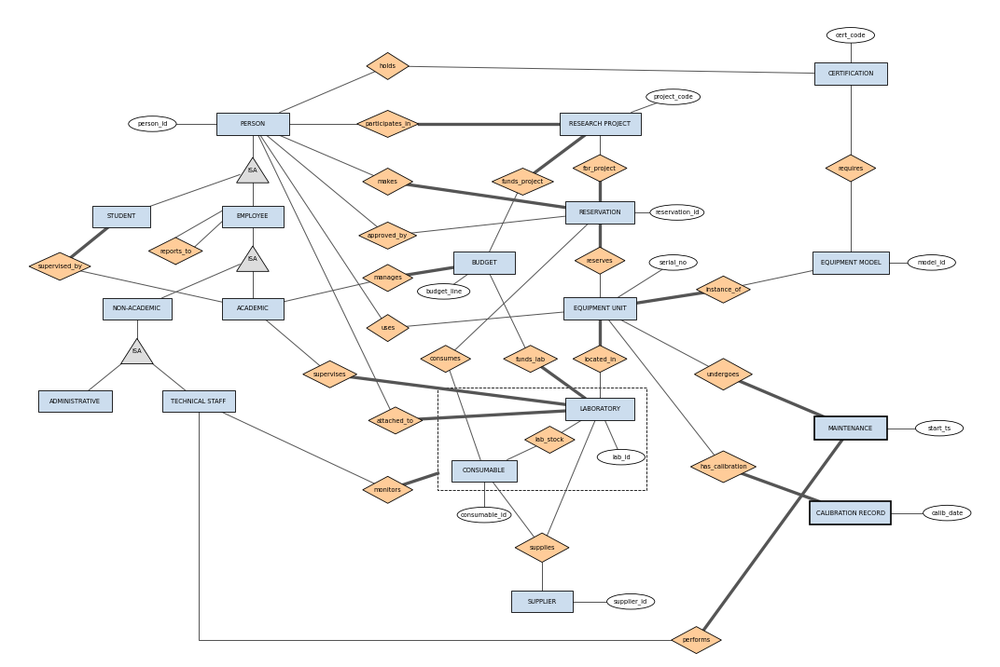 cert_code
holds
CERTIFICATION
project_code
person_id
PERSON
participates_in
RESEARCH PROJECT
ISA
for_project
requires
makes
funds_project
STUDENT
EMPLOYEE
RESERVATION
reservation_id
approved_by
reports_to
ISA
reserves
BUDGET
serial_no
EQUIPMENT MODEL
model_id
supervised_by
manages
budget_line
instance_of
NON-ACADEMIC
ACADEMIC
EQUIPMENT UNIT
uses
ISA
consumes
funds_lab
located_in
supervises
undergoes
ADMINISTRATIVE
TECHNICAL STAFF
LABORATORY
attached_to
MAINTENANCE
start_ts
lab_stock
lab_id
has_calibration
CONSUMABLE
monitors
consumable_id
CALIBRATION RECORD
calib_date
supplies
SUPPLIER
supplier_id
performs